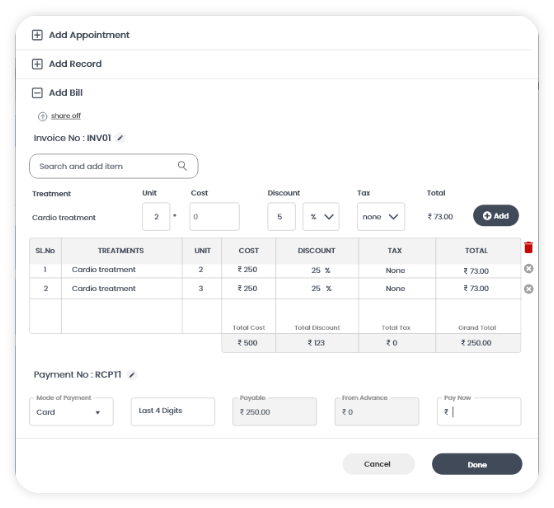 Add Appointment
Add Record
Add Bill
share off
Invoice No : INV01
Search and add item
Treatment Unit Cost Discount Tax Total
Cardio treatment 2 * 0 5 % none ₹ 73.00 Add
SL.No TREATMENTS UNIT COST DISCOUNT TAX TOTAL
1 Cardio treatment 2 ₹ 250 25 % None ₹ 73.00
2 Cardio treatment 3 ₹ 250 25 % None ₹ 73.00
Total Cost Total Discount Total Tax Grand Total
₹ 500 ₹ 123 ₹ 0 ₹ 250.00
Payment No : RCPT1
Mode of Payment Payable From Advance Pay Now
Card Last 4 Digits ₹ 250.00 ₹ 0 ₹
Cancel Done